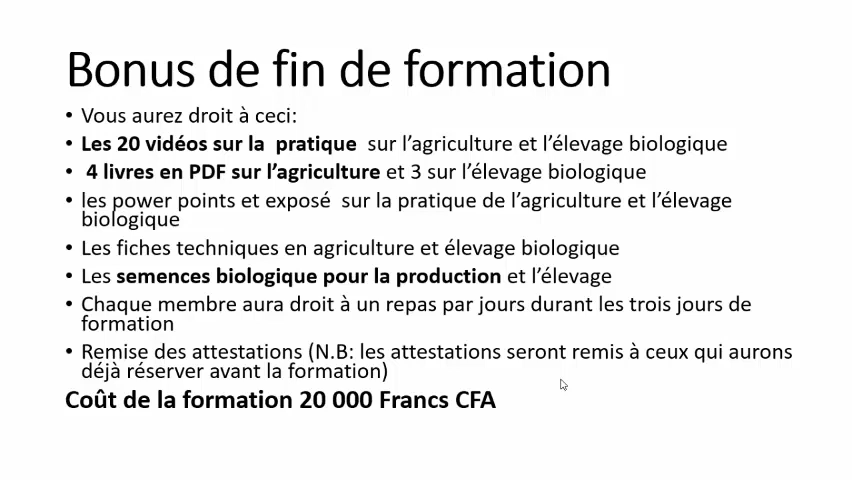 Bonus de fin de formation
• Vous aurez droit à ceci:
• Les 20 vidéos sur la pratique sur l'agriculture et l'élevage biologique
• 4 livres en PDF sur l'agriculture et 3 sur l'élevage biologique
• les power points et exposé sur la pratique de l'agriculture et l'élevage
biologique
• Les fiches techniques en agriculture et élevage biologique
• Les semences biologique pour la production et l'élevage
• Chaque membre aura droit à un repas par jours durant les trois jours de
formation
• Remise des attestations (N.B: les attestations seront remis à ceux qui aurons
déjà réserver avant la formation)
Coût de la formation 20 000 Francs CFA